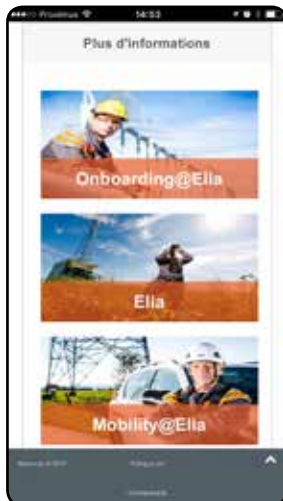 Proximus 14:53
Plus d'informations
Onboarding@Elia
Elia
Mobility@Elia